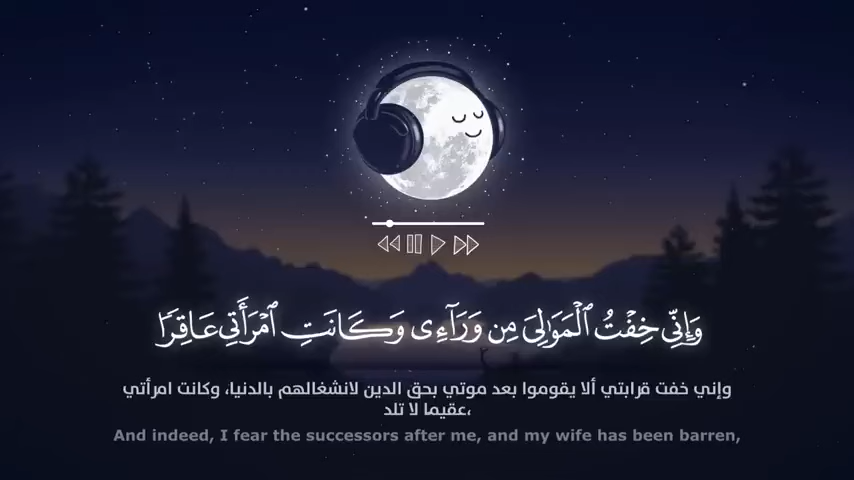 وَإِنِّي خِفْتُ ٱلْمَوَٰلِيَ مِن وَرَآءِى وَكَانَتِ ٱمْرَأَتِي عَاقِرًا
وإني خفت قرابتي ألا يقوموا بعد موتي بحق الدين لانشغالهم بالدنيا، وكانت امرأتي
عقيما لا تلد،
And indeed, I fear the successors after me, and my wife has been barren,